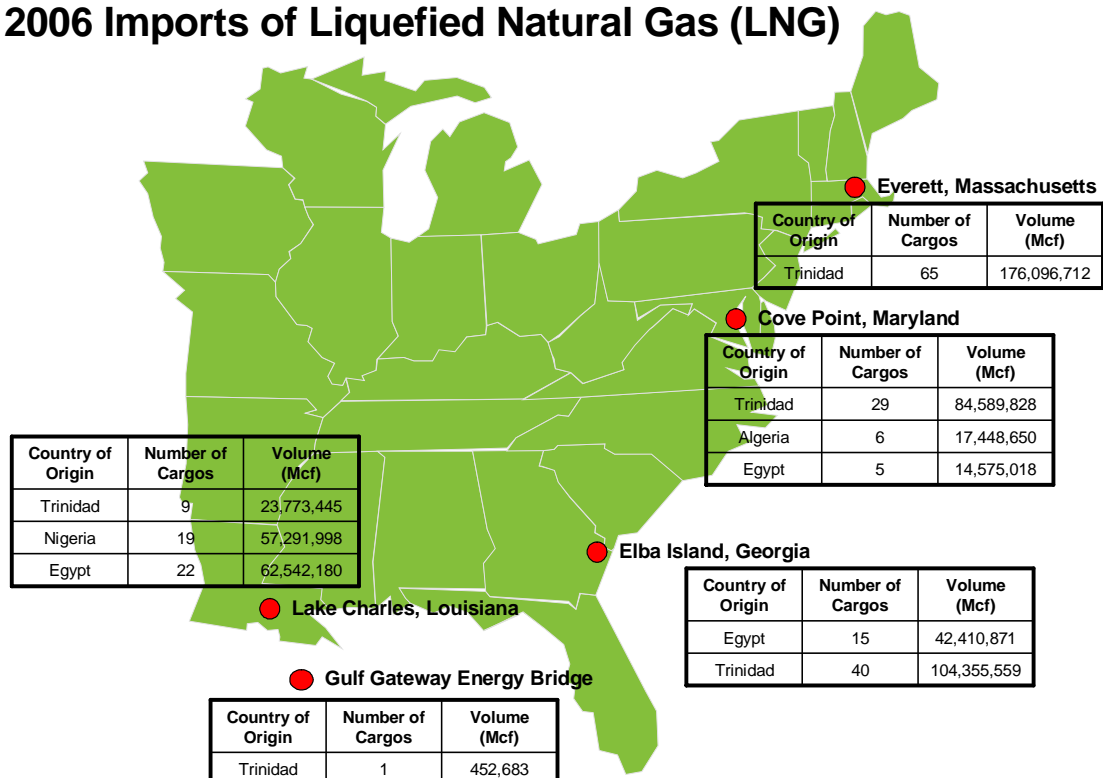 2006 Imports of Liquefied Natural Gas (LNG)
Everett, Massachusetts
Country of Origin Number of Cargos Volume (Mcf)
Trinidad 65 176,096,712
Cove Point, Maryland
Country of Origin Number of Cargos Volume (Mcf)
Trinidad 29 84,589,828
Algeria 6 17,448,650
Egypt 5 14,575,018
Country of Origin Number of Cargos Volume (Mcf)
Trinidad 9 23,773,445
Nigeria 19 57,291,998
Egypt 22 62,542,180
Lake Charles, Louisiana
Elba Island, Georgia
Country of Origin Number of Cargos Volume (Mcf)
Egypt 15 42,410,871
Trinidad 40 104,355,559
Gulf Gateway Energy Bridge
Country of Origin Number of Cargos Volume (Mcf)
Trinidad 1 452,683